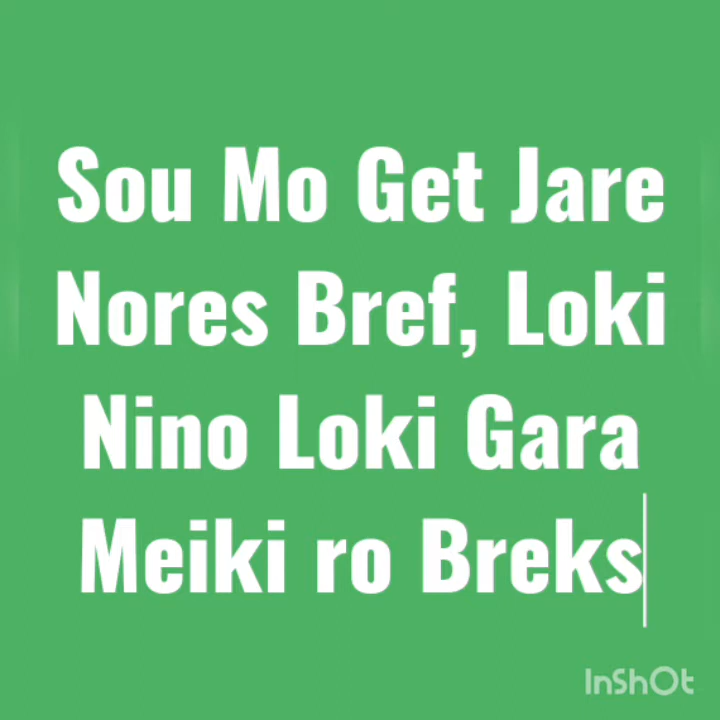 Sou Mo Get Jare
Nores Bref, Loki
Nino Loki Gara
Meiki ro Breks
InShOt